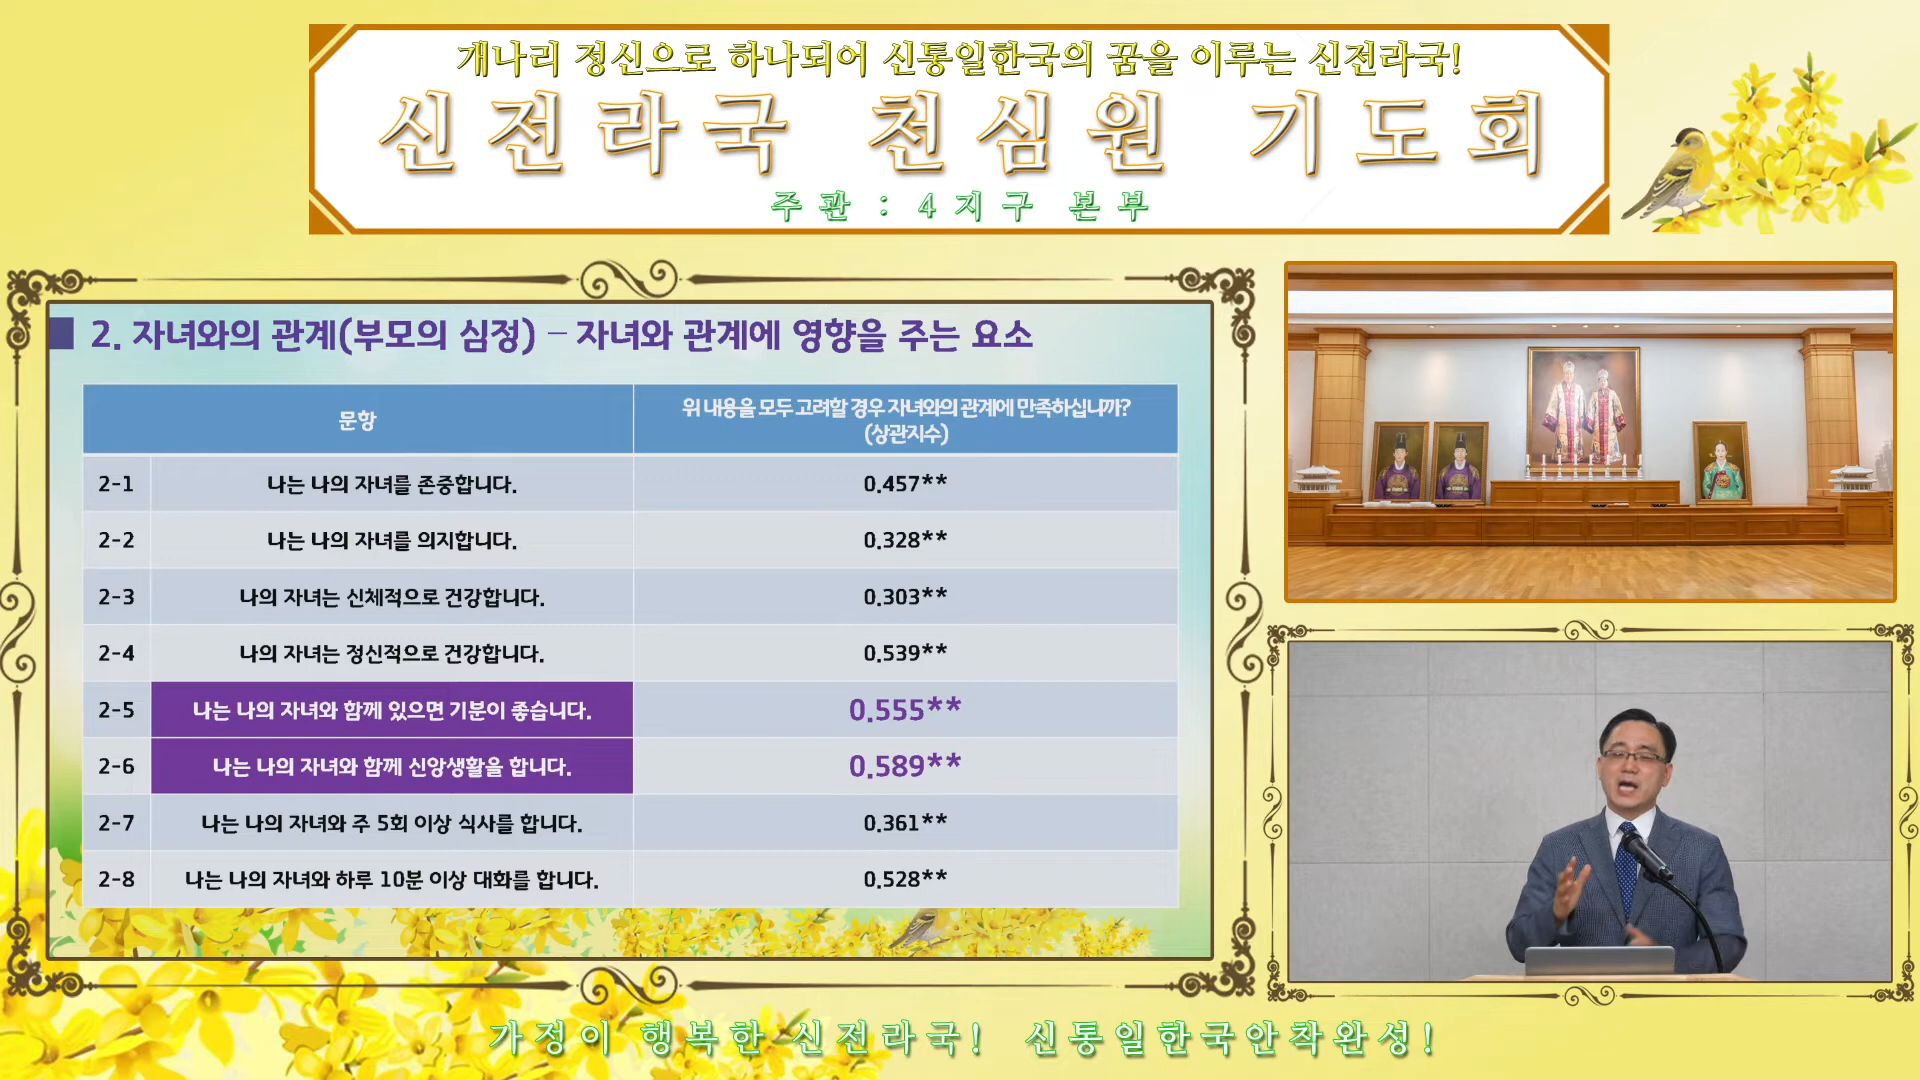 개나리 정신으로 하나되어 신통일한국의 꿈을 이루는 신전라국!
신전라국 천심원 기도회
주관 : 4지구 본부
2. 자녀와의 관계(부모의 심정) – 자녀와 관계에 영향을 주는 요소
문항
위 내용을 모두 고려할 경우 자녀와의 관계에 만족하십니까?
(상관지수)
2-1 나는 나의 자녀를 존중합니다. 0.457**
2-2 나는 나의 자녀를 의지합니다. 0.328**
2-3 나의 자녀는 신체적으로 건강합니다. 0.303**
2-4 나의 자녀는 정신적으로 건강합니다. 0.539**
2-5 나는 나의 자녀와 함께 있으면 기분이 좋습니다. 0.555**
2-6 나는 나의 자녀와 함께 신앙생활을 합니다. 0.589**
2-7 나는 나의 자녀와 주 5회 이상 식사를 합니다. 0.361**
2-8 나는 나의 자녀와 하루 10분 이상 대화를 합니다. 0.528**
가정이 행복한 신전라국! 신통일한국안착완성!